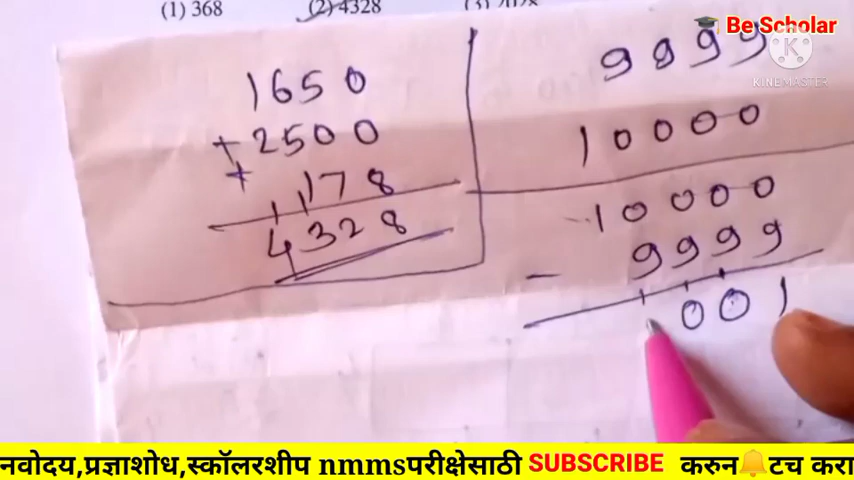 (1) 368 (2) 4328
Be Scholar
KINEMASTER
1650
+2500
+ 178
4328
9999
10000
10000
- 9999
001
नवोदय,प्रज्ञाशोध,स्कॉलरशीप nmmsपरीक्षेसाठी SUBSCRIBE करुन🔔टच करा